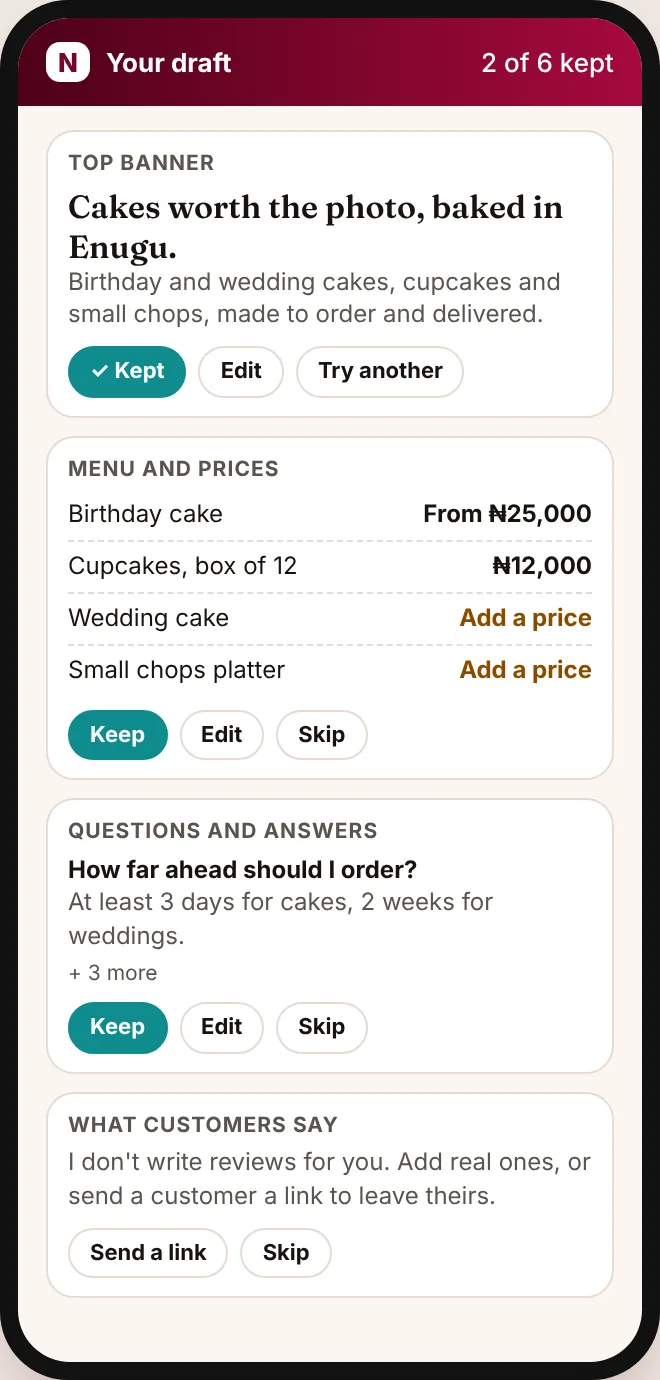 N Your draft 2 of 6 kept
TOP BANNER
Cakes worth the photo, baked in
Enugu.
Birthday and wedding cakes, cupcakes and
small chops, made to order and delivered.
✓ Kept Edit Try another
MENU AND PRICES
Birthday cake From ₦25,000
Cupcakes, box of 12 ₦12,000
Wedding cake Add a price
Small chops platter Add a price
Keep Edit Skip
QUESTIONS AND ANSWERS
How far ahead should I order?
At least 3 days for cakes, 2 weeks for
weddings.
+ 3 more
Keep Edit Skip
WHAT CUSTOMERS SAY
I don't write reviews for you. Add real ones, or
send a customer a link to leave theirs.
Send a link Skip